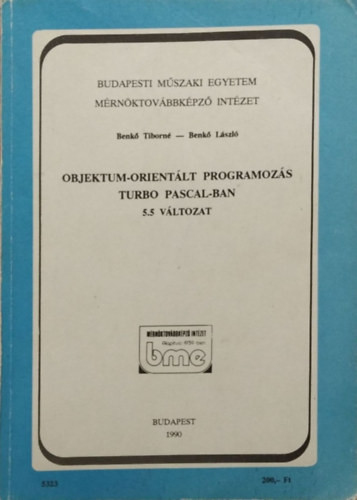 BUDAPESTI MŰSZAKI EGYETEM
MÉRNÖKTOVÁBBKÉPZŐ INTÉZET
Benkő Tiborné — Benkő László
OBJEKTUM-ORIENTÁLT PROGRAMOZÁS
TURBO PASCAL-BAN
5.5 VÁLTOZAT
MÉRNÖKTOVÁBBKÉPZŐ INTÉZET
bme
BUDAPEST
1990
5323
200,- Ft